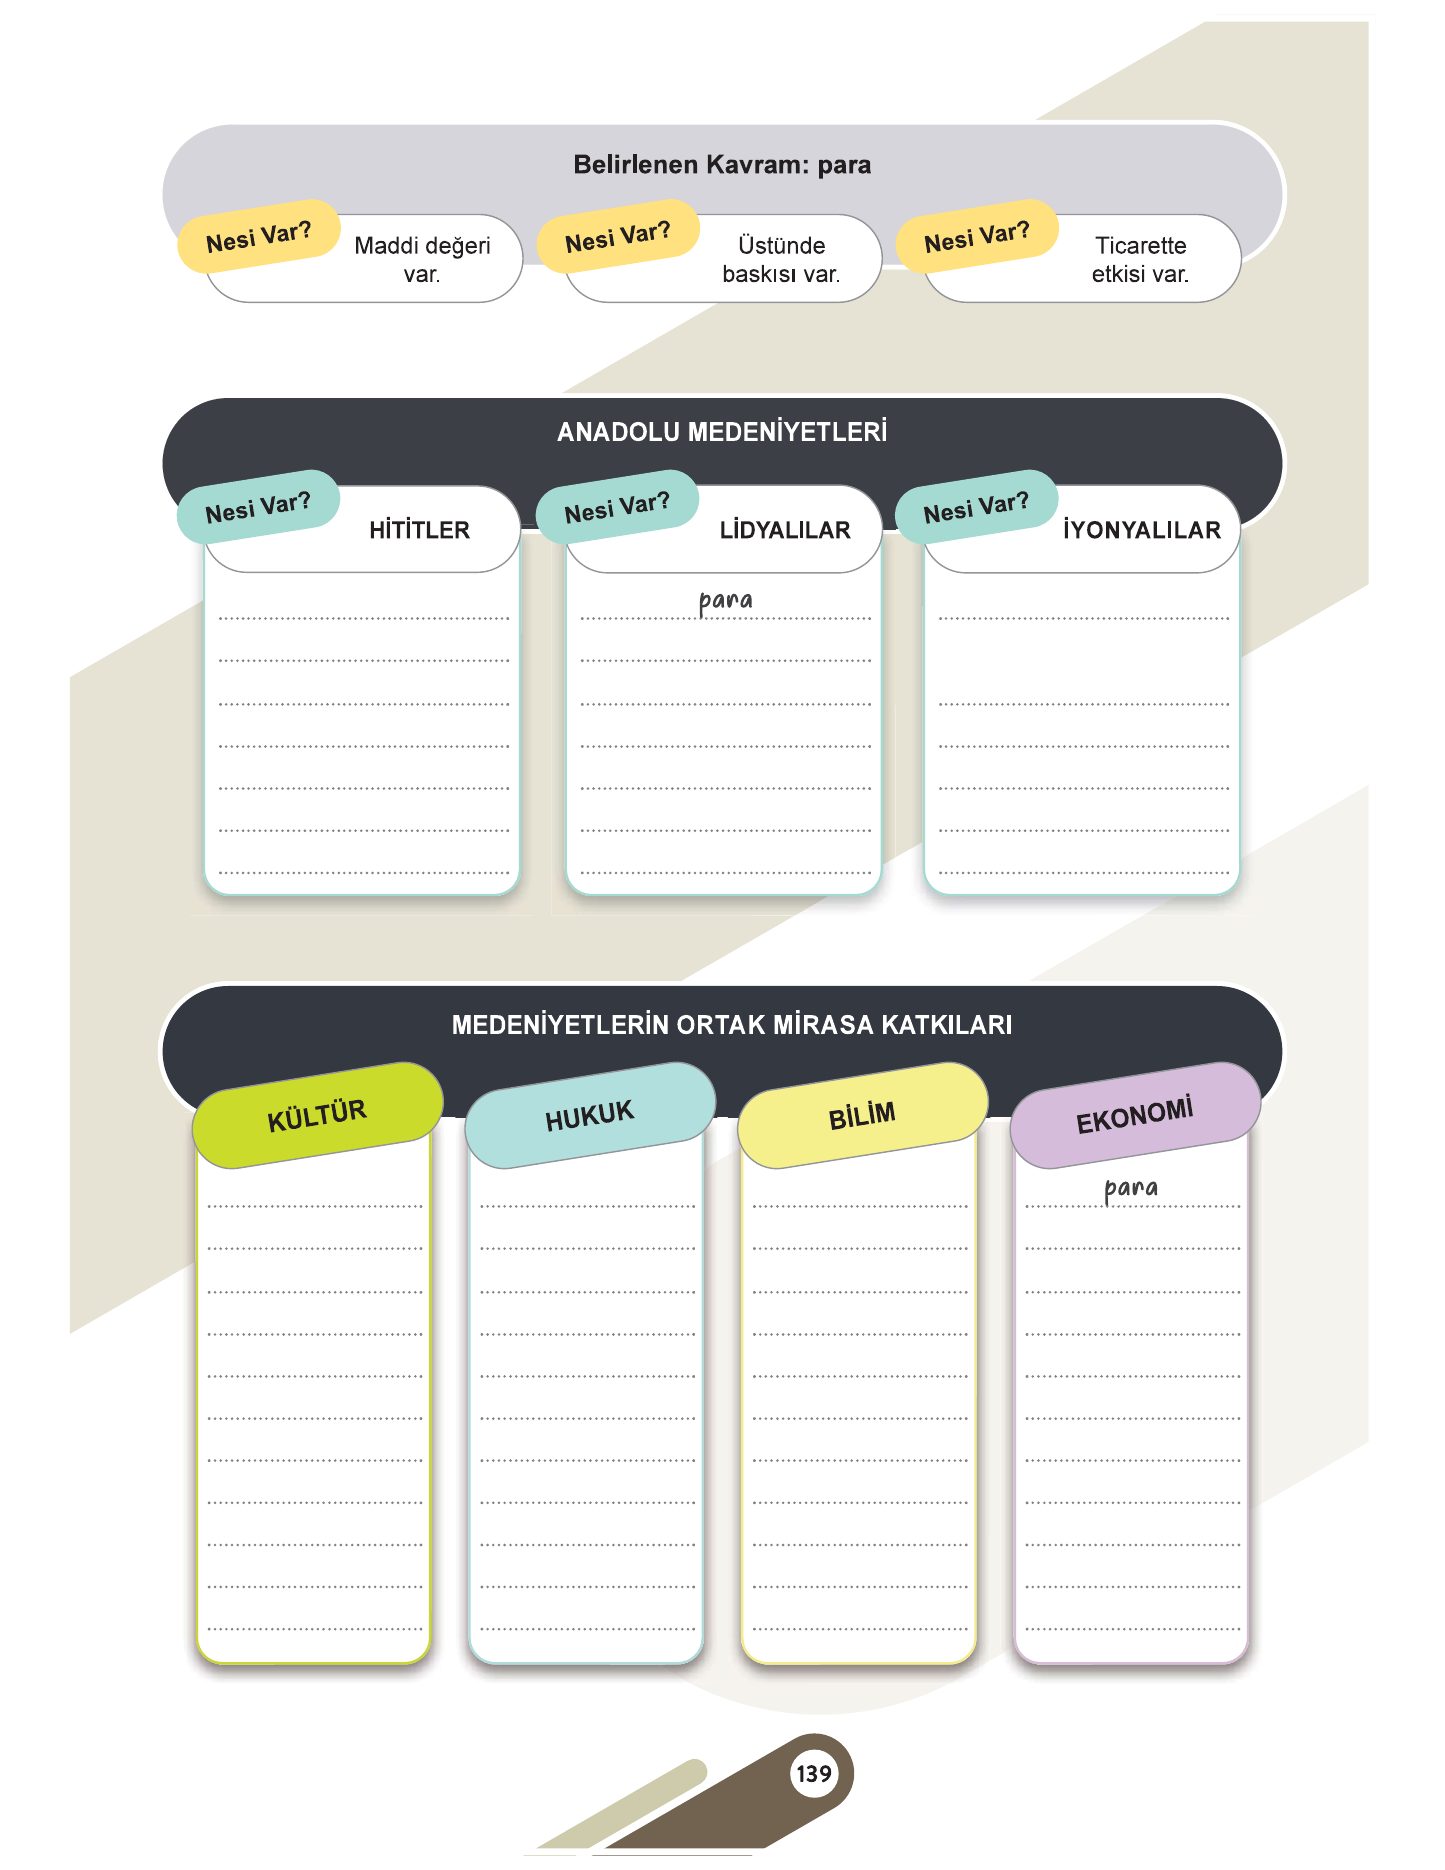 Belirlenen Kavram: para
Nesi Var?
Maddi değeri
var.
Nesi Var?
Üstünde
baskısı var.
Nesi Var?
Ticarette
etkisi var.
ANADOLU MEDENİYETLERİ
Nesi Var?
HİTİTLER
Nesi Var?
LİDYALILAR
para
Nesi Var?
İYONYALILAR
MEDENİYETLERİN ORTAK MİRASA KATKILARI
KÜLTÜR
HUKUK
BİLİM
EKONOMİ
para
139